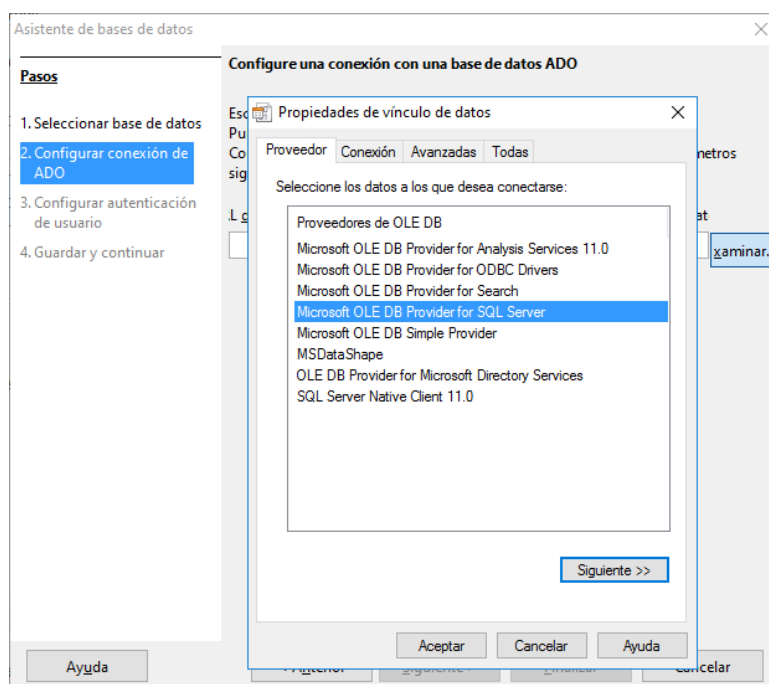 Asistente de bases de datos
Pasos
1. Seleccionar base de datos
2. Configurar conexión de
ADO
3. Configurar autenticación
de usuario
4. Guardar y continuar
Configure una conexión con una base de datos ADO
metros
xaminar.
Propiedades de vínculo de datos
Proveedor Conexión Avanzadas Todas
Seleccione los datos a los que desea conectarse:
Proveedores de OLE DB
Microsoft OLE DB Provider for Analysis Services 11.0
Microsoft OLE DB Provider for ODBC Drivers
Microsoft OLE DB Provider for Search
Microsoft OLE DB Provider for SQL Server
Microsoft OLE DB Simple Provider
MSDataShape
OLE DB Provider for Microsoft Directory Services
SQL Server Native Client 11.0
Siguiente >>
Aceptar Cancelar Ayuda
Ayuda